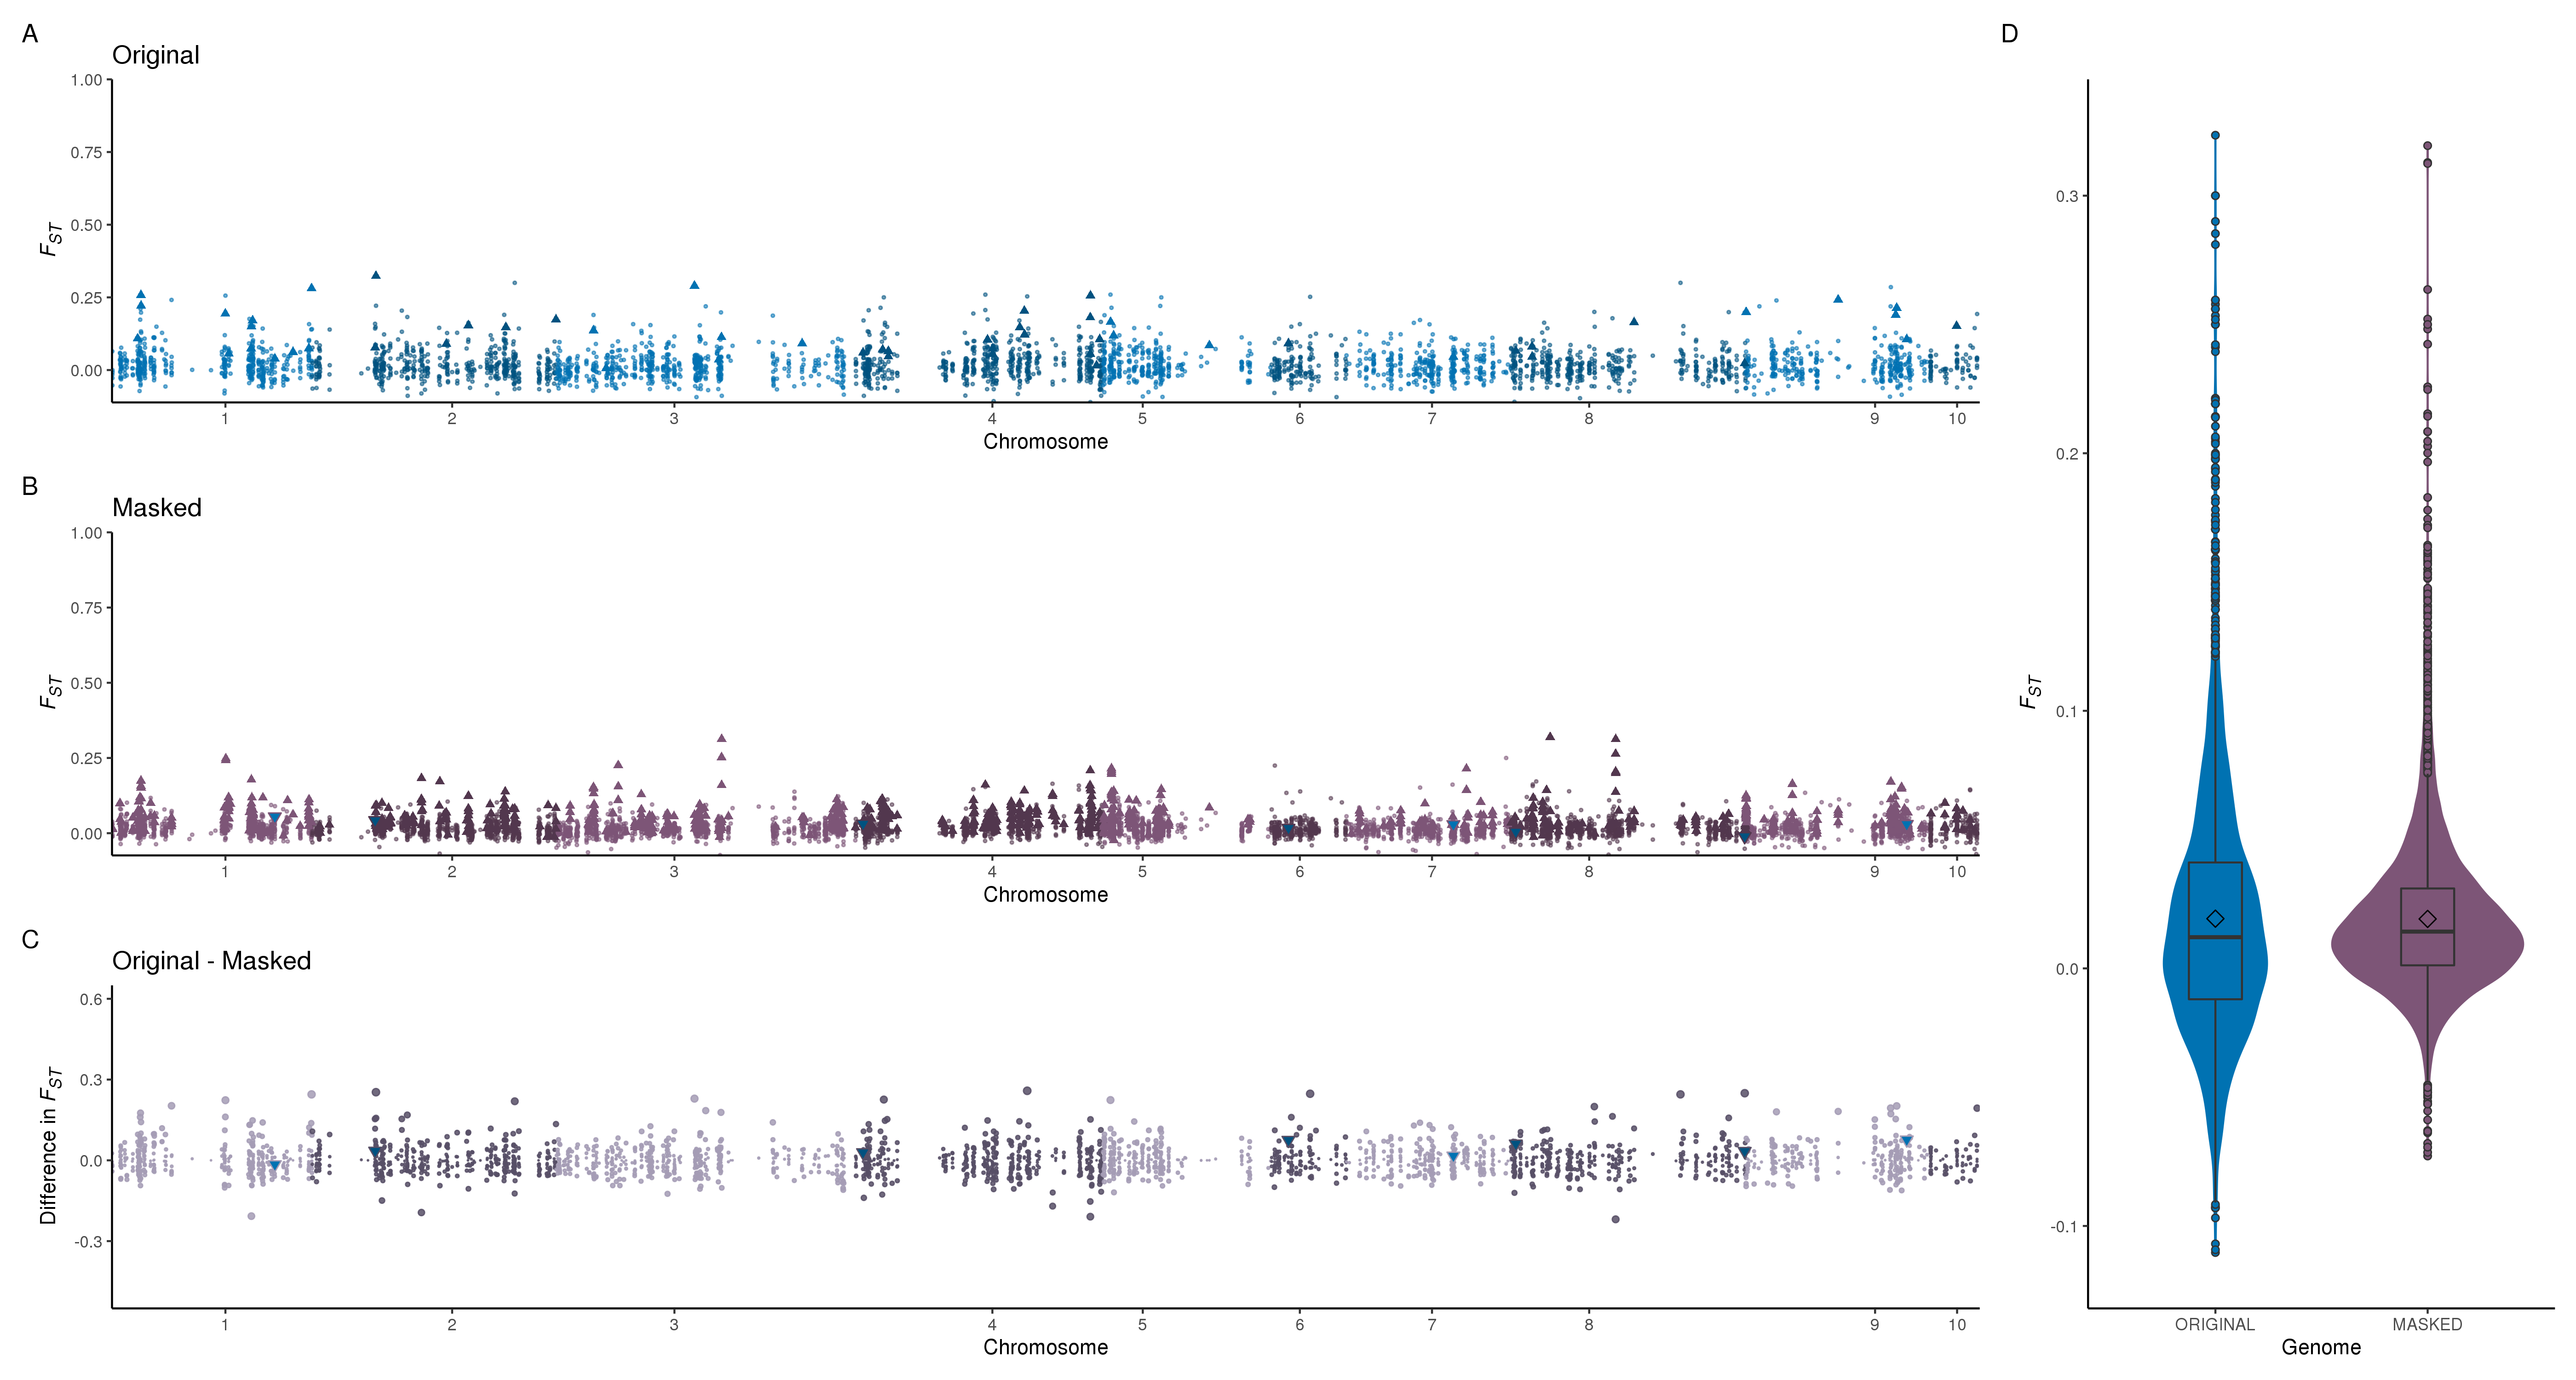 A
Original
1.00
0.75
0.50
0.25
0.00
FST
1 2 3 4 5 6 7 8 9 10
Chromosome
B
Masked
1.00
0.75
0.50
0.25
0.00
FST
1 2 3 4 5 6 7 8 9 10
Chromosome
C
Original - Masked
0.6
0.3
0.0
-0.3
Difference in FST
1 2 3 4 5 6 7 8 9 10
Chromosome
D
0.3
0.2
0.1
0.0
-0.1
FST
ORIGINAL MASKED
Genome